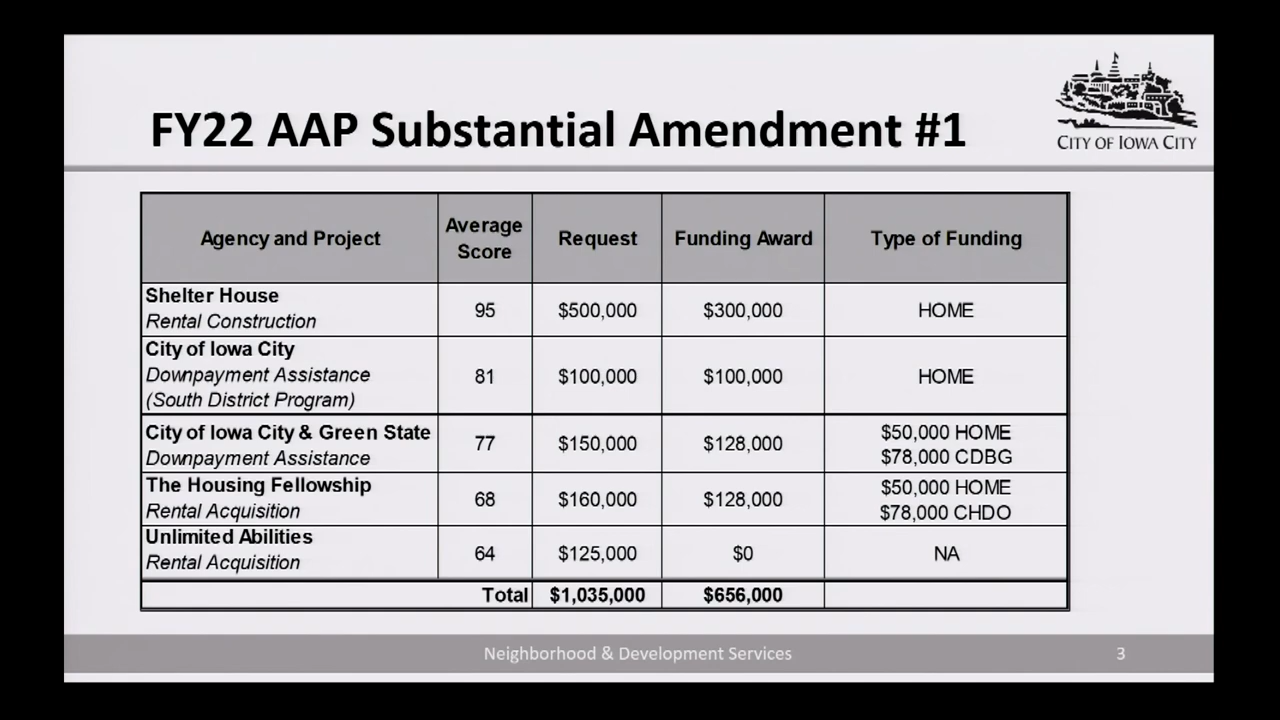 FY22 AAP Substantial Amendment #1
CITY OF IOWA CITY
Agency and Project
Average
Score
Request
Funding Award
Type of Funding
Shelter House
Rental Construction
95
$500,000
$300,000
HOME
City of Iowa City
Downpayment Assistance
(South District Program)
81
$100,000
$100,000
HOME
City of Iowa City & Green State
Downpayment Assistance
77
$150,000
$128,000
$50,000 HOME
$78,000 CDBG
The Housing Fellowship
Rental Acquisition
68
$160,000
$128,000
$50,000 HOME
$78,000 CHDO
Unlimited Abilities
Rental Acquisition
64
$125,000
$0
NA
Total
$1,035,000
$656,000
Neighborhood & Development Services
3